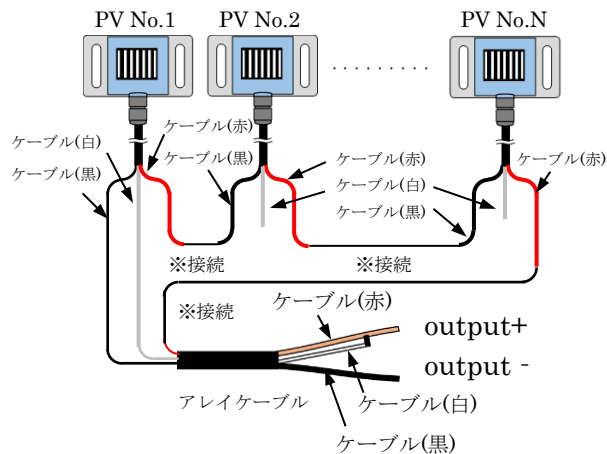 PV No.1
PV No.2
PV No.N
. . . . . . . . .
ケーブル(赤)
ケーブル(白)
ケーブル(黒)
ケーブル(黒)
ケーブル(赤)
ケーブル(白)
ケーブル(黒)
ケーブル(赤)
※接続
※接続
※接続
ケーブル(赤)
output+
output -
アレイケーブル
ケーブル(白)
ケーブル(黒)